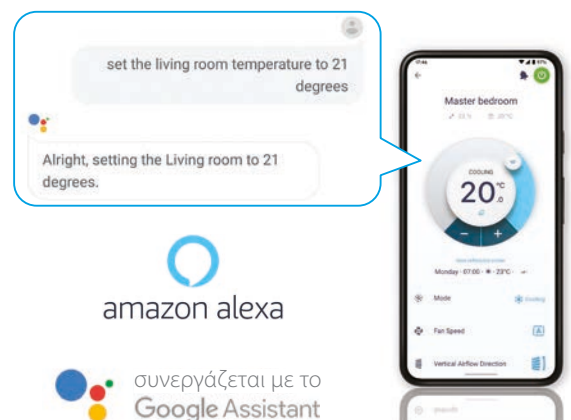 set the living room temperature to 21
degrees
Alright, setting the Living room to 21
degrees.
amazon alexa
συνεργάζεται με το
Google Assistant
Master bedroom
COOLING
20°C
.0
Monday - 07:00 - 23°C -
Mode
Cooling
Fan Speed
Vertical Airflow Direction